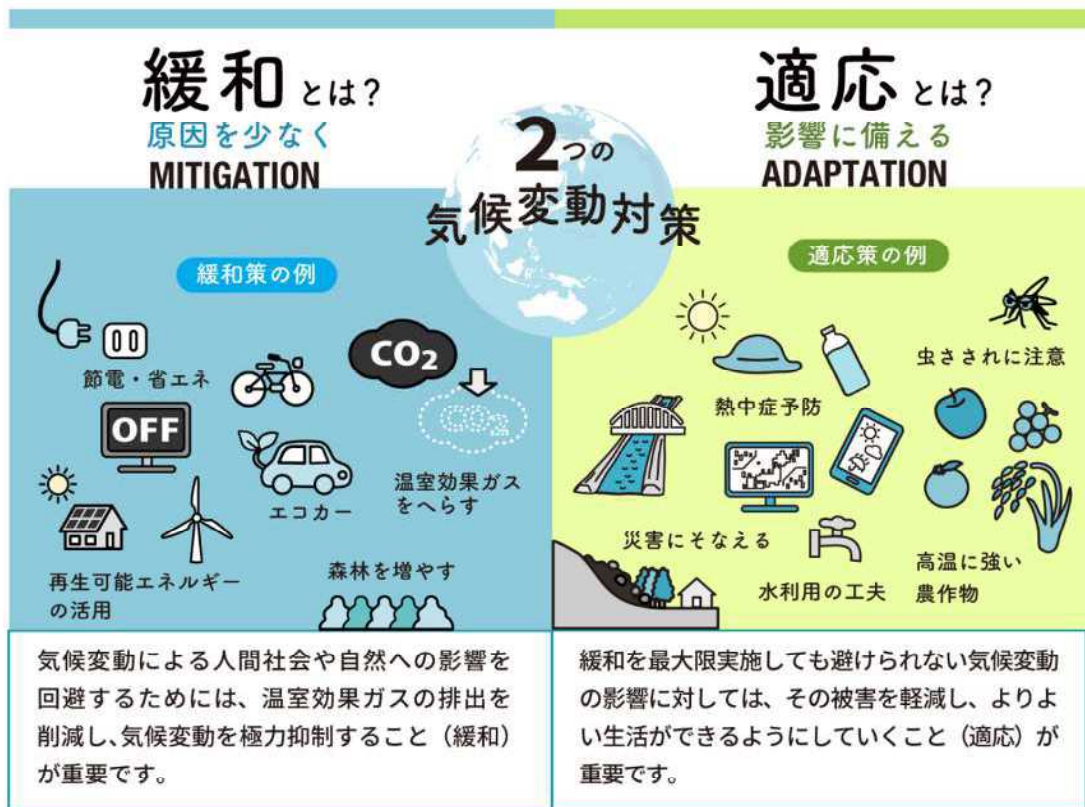 緩和とは？
原因を少なく
MITIGATION
2つの
気候変動対策
適応とは？
影響に備える
ADAPTATION
緩和策の例
節電・省エネ
OFF
CO₂
CO₂
エコカー
温室効果ガス
をへらす
再生可能エネルギー
の活用
森林を増やす
適応策の例
虫さされに注意
熱中症予防
災害にそなえる
水利用の工夫
高温に強い
農作物
気候変動による人間社会や自然への影響を
回避するためには、温室効果ガスの排出を
削減し、気候変動を極力抑制すること（緩和）
が重要です。
緩和を最大限実施しても避けられない気候変動
の影響に対しては、その被害を軽減し、よりよ
い生活ができるようにしていくこと（適応）が
重要です。